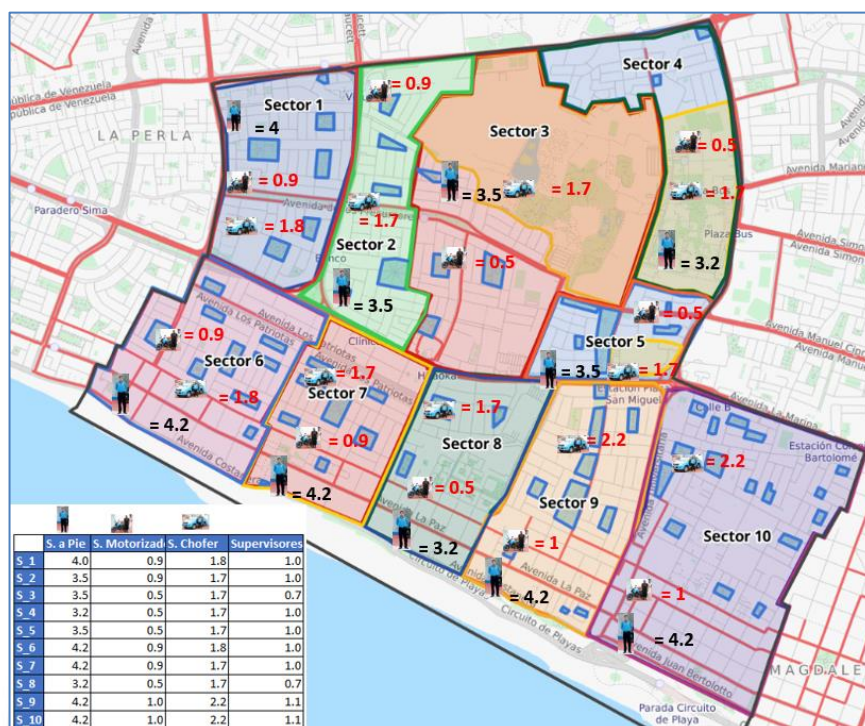 Sector 4
= 0.9
Sector 1
pública de Venezuela
pública de Venezuela
= 4
LA PERLA
Sector 3
= 0.5
= 0.9
= 3.5
= 1.7
Avenida
Paradero Sima
= 1.8
= 1.7
Plaza Bus
Sector 2
= 0.5
= 3.2
= 3.5
Avenida Los Patriotas
Avenida Los Patriotas
= 0.5
= 0.9
Sector 5
Sector 6
= 1.7
= 3.5
= 1.7
San Miguel
Calle B
Avenida La Marina
Sector 7
= 1.8
= 1.7
= 4.2
= 0.9
Sector 8
= 2.2
= 2.2
Sector 9
= 0.5
= 4.2
Avenida La Paz
Sector 10
= 3.2
= 1
Avenida La Paz
Circuito de Playas
= 4.2
= 1
= 4.2
Avenida Juan Bertolotto
MAGDALE
Parada Circuito
de Playa
S. a Pie S. Motorizad S. Chofer Supervisores
S_1 4.0 0.9 1.8 1.0
S_2 3.5 0.9 1.7 1.0
S_3 3.5 0.5 1.7 0.7
S_4 3.2 0.5 1.7 1.0
S_5 3.5 0.5 1.7 1.0
S_6 4.2 0.9 1.8 1.0
S_7 4.2 0.9 1.7 1.0
S_8 3.2 0.5 1.7 0.7
S_9 4.2 1.0 2.2 1.1
S_10 4.2 1.0 2.2 1.1